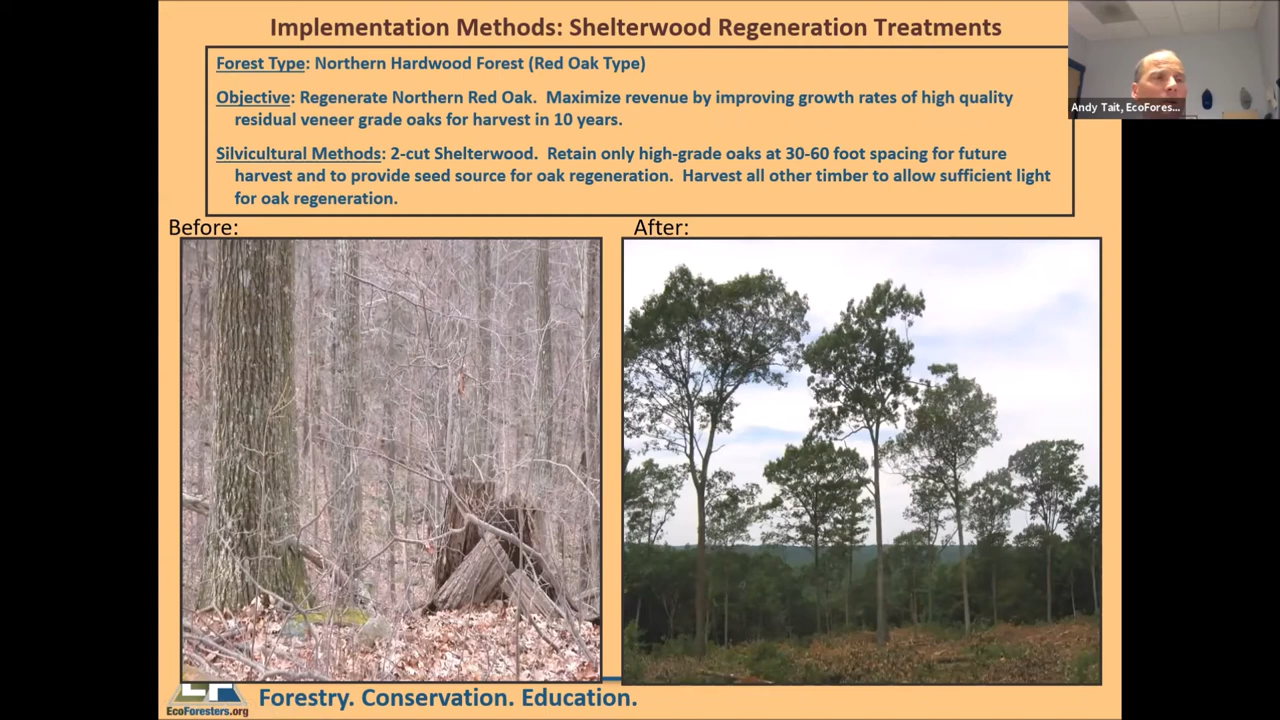 Implementation Methods: Shelterwood Regeneration Treatments
Forest Type: Northern Hardwood Forest (Red Oak Type)
Objective: Regenerate Northern Red Oak. Maximize revenue by improving growth rates of high quality
residual veneer grade oaks for harvest in 10 years.
Silvicultural Methods: 2-cut Shelterwood. Retain only high-grade oaks at 30-60 foot spacing for future
harvest and to provide seed source for oak regeneration. Harvest all other timber to allow sufficient light
for oak regeneration.
Andy Tait, EcoFores...
Before:
After:
EcoForesters.org
Forestry. Conservation. Education.